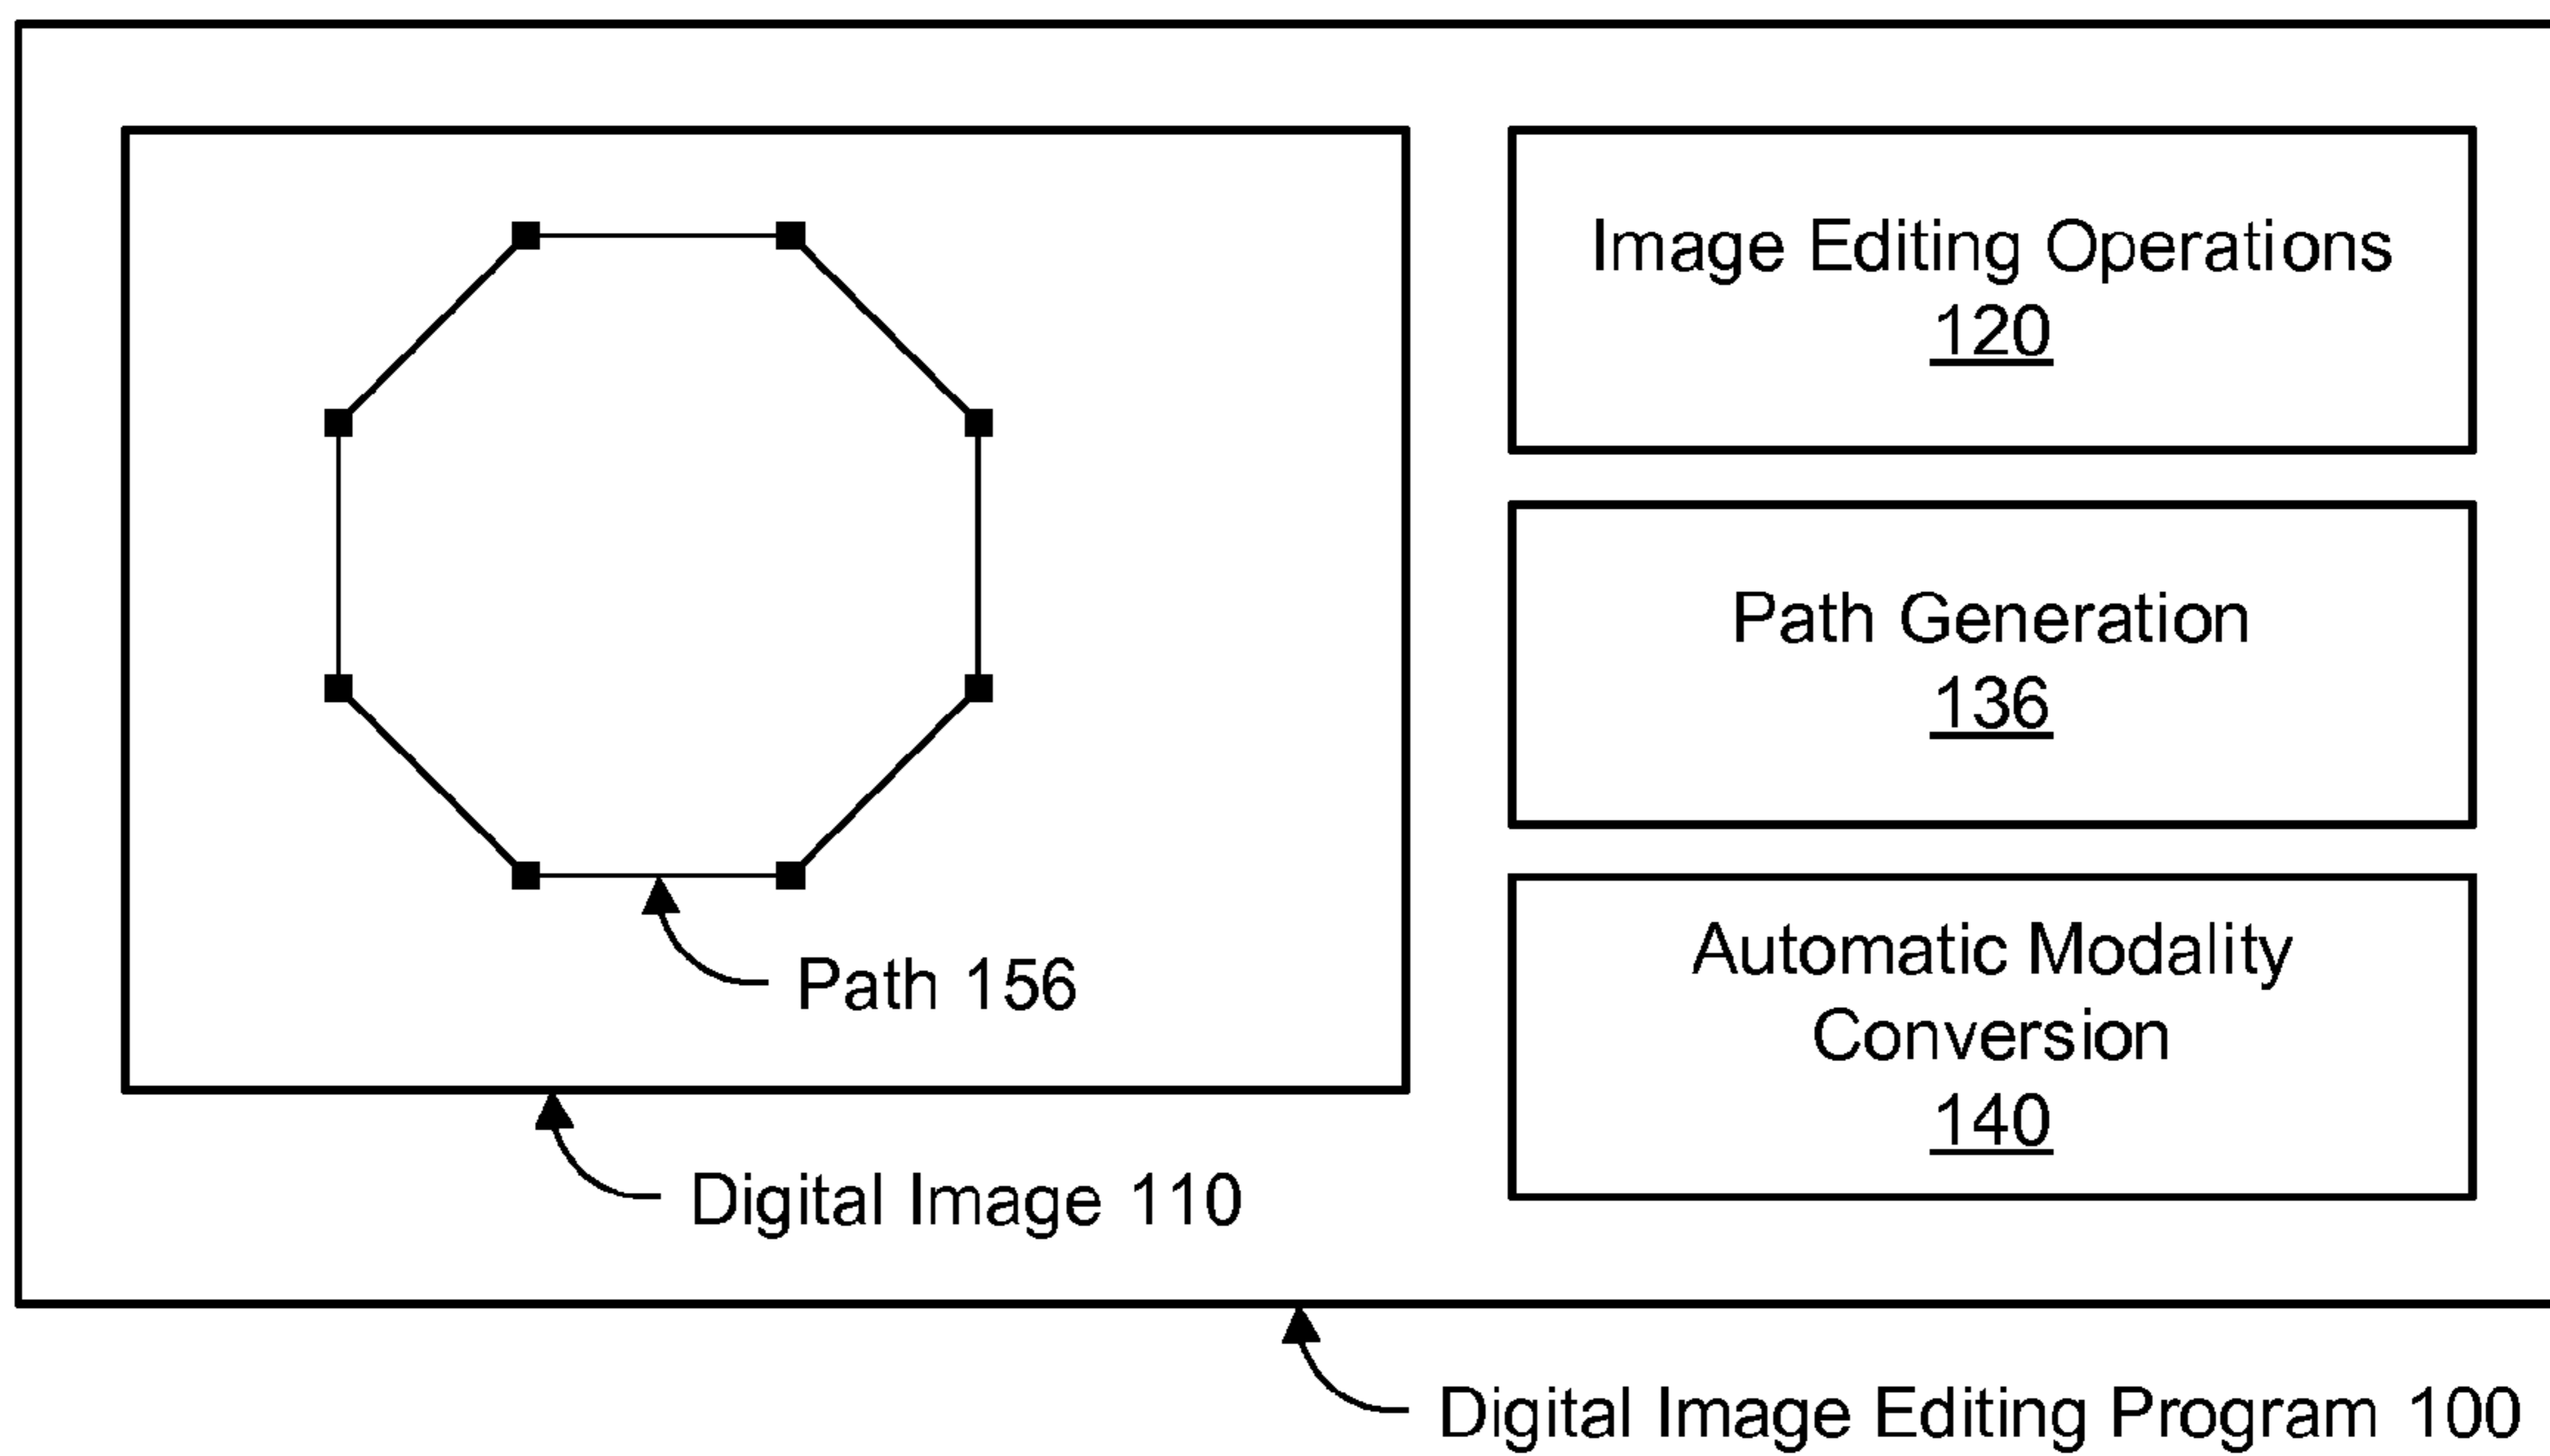 Image Editing Operations
120
Path Generation
136
Automatic Modality
Conversion
140
Path 156
Digital Image 110
Digital Image Editing Program 100